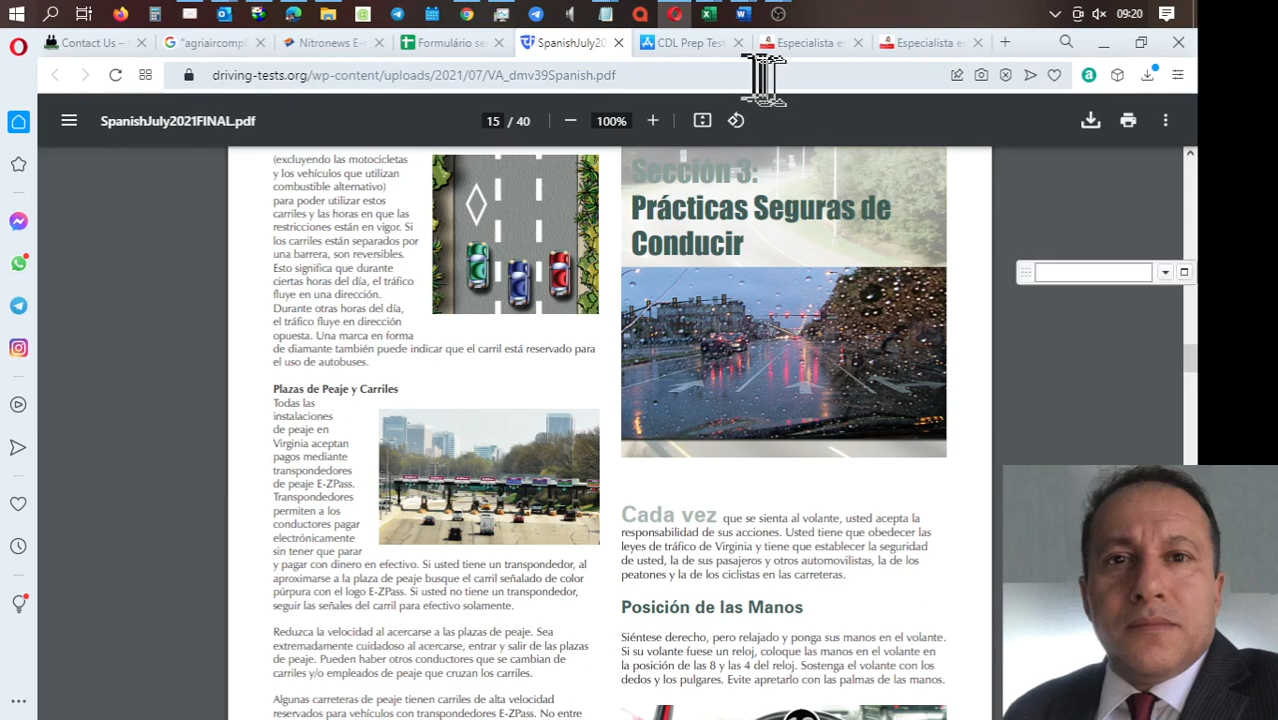 09:20
Contact Us –
"agriaircompl
Nitronews E-
Formulário se
SpanishJuly20
CDL Prep Test
Especialista e
Especialista e
driving-tests.org/wp-content/uploads/2021/07/VA_dmv39Spanish.pdf
SpanishJuly2021FINAL.pdf
15 / 40
100%
(excluyendo las motocicletas
y los vehículos que utilizan
combustible alternativo)
para poder utilizar estos
carriles y las horas en que las
restricciones están en vigor. Si
los carriles están separados por
una barrera, son reversibles.
Esto significa que durante
ciertas horas del día, el tráfico
fluye en una dirección.
Durante otras horas del día,
el tráfico fluye en dirección
opuesta. Una marca en forma
de diamante también puede indicar que el carril está reservado para
el uso de autobuses.
Plazas de Peaje y Carriles
Todas las
instalaciones
de peaje en
Virginia aceptan
pagos mediante
transpondedores
de peaje E-ZPass.
Transpondedores
permiten a los
conductores pagar
electrónicamente
sin tener que parar
y pagar con dinero en efectivo. Si usted tiene un transpondedor, al
aproximarse a la plaza de peaje busque el carril señalado de color
púrpura con el logo E-ZPass. Si usted no tiene un transpondedor,
seguir las señales del carril para efectivo solamente.
Reduzca la velocidad al acercarse a las plazas de peaje. Sea
extremadamente cuidadoso al acercarse, entrar y salir de las plazas
de peaje. Pueden haber otros conductores que se cambian de
carriles y/o empleados de peaje que cruzan los carriles.
Algunas carreteras de peaje tienen carriles de alta velocidad
reservados para vehículos con transpondedores E-ZPass. No entre
Sección 3:
Prácticas Seguras de
Conducir
Cada vez que se sienta al volante, usted acepta la
responsabilidad de sus acciones. Usted tiene que obedecer las
leyes de tráfico de Virginia y tiene que establecer la seguridad
de usted, la de sus pasajeros y otros automovilistas, la de los
peatones y la de los ciclistas en las carreteras.
Posición de las Manos
Siéntese derecho, pero relajado y ponga sus manos en el volante.
Si su volante fuese un reloj, coloque las manos en el volante en
la posición de las 8 y las 4 del reloj. Sostenga el volante con los
dedos y los pulgares. Evite apretarlo con las palmas de las manos.